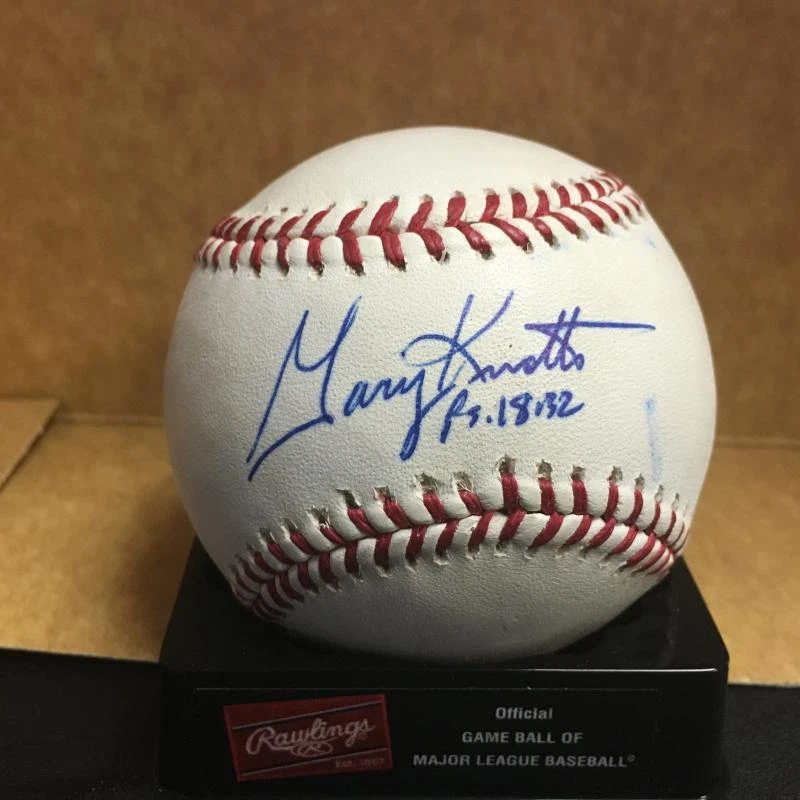 Gary Knotts
Ps. 18:32
Rawlings
Official
GAME BALL OF
MAJOR LEAGUE BASEBALL®